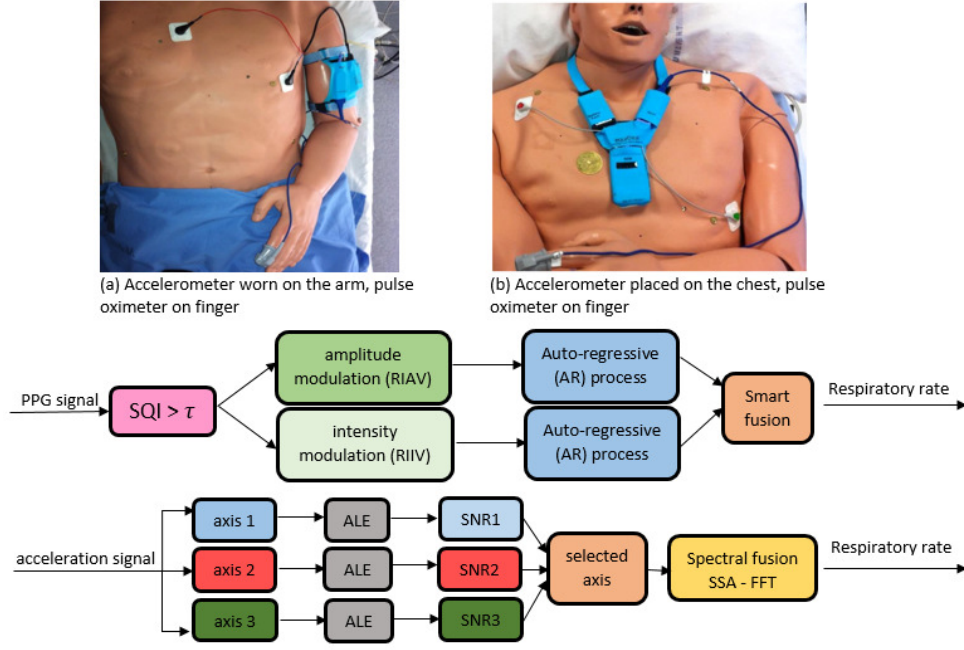 (a) Accelerometer worn on the arm, pulse
oximeter on finger
(b) Accelerometer placed on the chest, pulse
oximeter on finger
PPG signal
SQI > τ
amplitude
modulation (RIAV)
intensity
modulation (RIIV)
Auto-regressive
(AR) process
Auto-regressive
(AR) process
Smart
fusion
Respiratory rate
acceleration signal
axis 1
ALE
SNR1
axis 2
ALE
SNR2
axis 3
ALE
SNR3
selected
axis
Spectral fusion
SSA - FFT
Respiratory rate